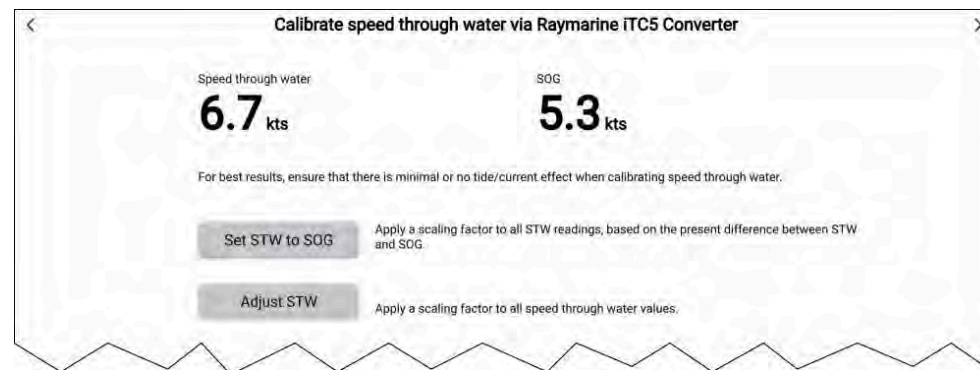 Calibrate speed through water via Raymarine iTC5 Converter
Speed through water
SOG
6.7 kts
5.3 kts
For best results, ensure that there is minimal or no tide/current effect when calibrating speed through water.
Set STW to SOG
Apply a scaling factor to all STW readings, based on the present difference between STW
and SOG.
Adjust STW
Apply a scaling factor to all speed through water values.